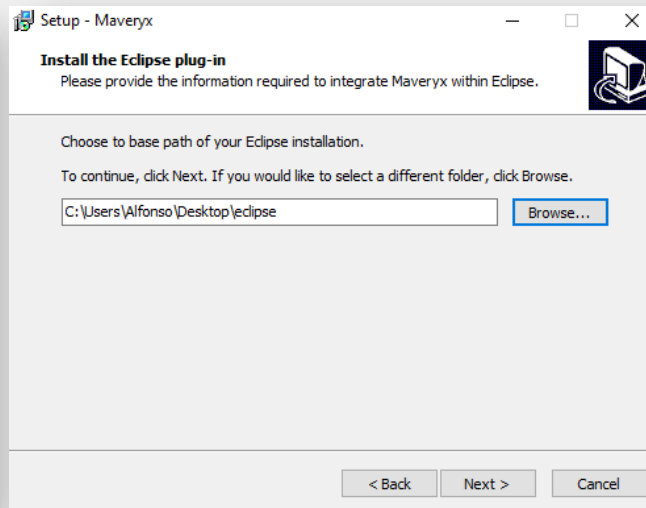 Setup - Maveryx
Install the Eclipse plug-in
Please provide the information required to integrate Maveryx within Eclipse.
Choose to base path of your Eclipse installation.
To continue, click Next. If you would like to select a different folder, click Browse.
C:\Users\Alfonso\Desktop\eclipse
Browse...
< Back
Next >
Cancel